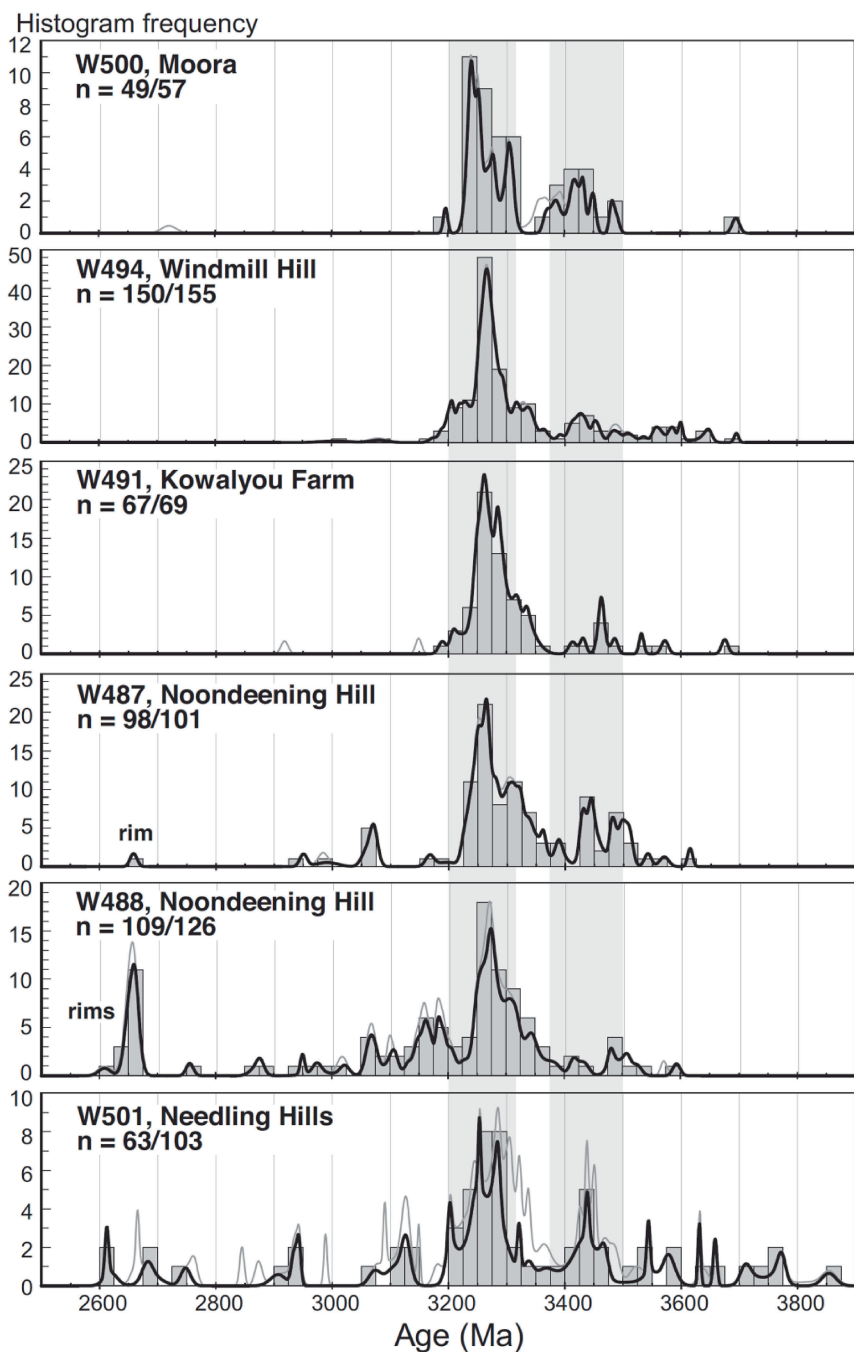 Histogram frequency
12
10
8
6
4
2
0
W500, Moora
n = 49/57
50
40
30
20
10
0
W494, Windmill Hill
n = 150/155
25
20
15
10
5
0
W491, Kowalyou Farm
n = 67/69
25
20
15
10
5
0
W487, Noondeening Hill
n = 98/101
rim
20
15
10
5
0
W488, Noondeening Hill
n = 109/126
rims
10
8
6
4
2
0
W501, Needling Hills
n = 63/103
2600 2800 3000 3200 3400 3600 3800
Age (Ma)